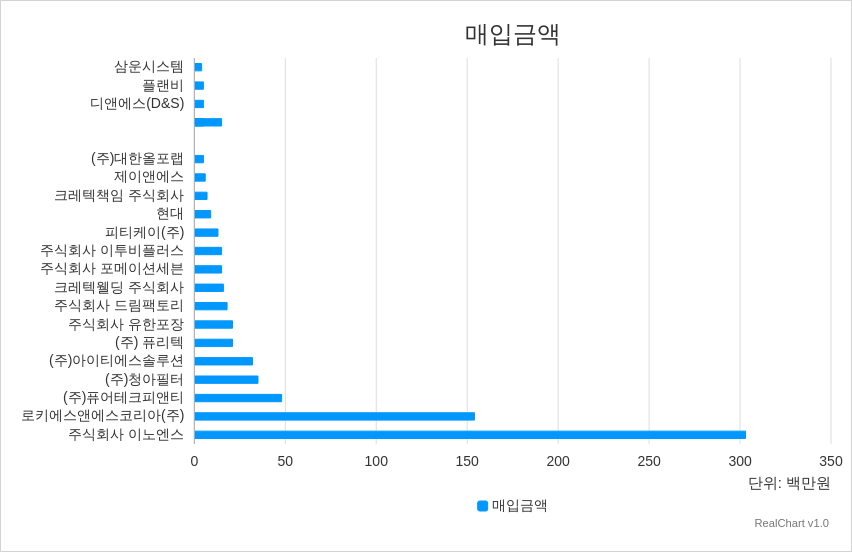 매입금액
삼운시스템
플랜비
디앤에스(D&S)
(주)대한올포랩
제이앤에스
크레텍책임 주식회사
현대
피티케이(주)
주식회사 이투비플러스
주식회사 포메이션세븐
크레텍웰딩 주식회사
주식회사 드림팩토리
주식회사 유한포장
(주) 퓨리텍
(주)아이티에스솔루션
(주)청아필터
(주)퓨어테크피앤티
로키에스앤에스코리아(주)
주식회사 이노엔스
0 50 100 150 200 250 300 350
단위: 백만원
매입금액
RealChart v1.0